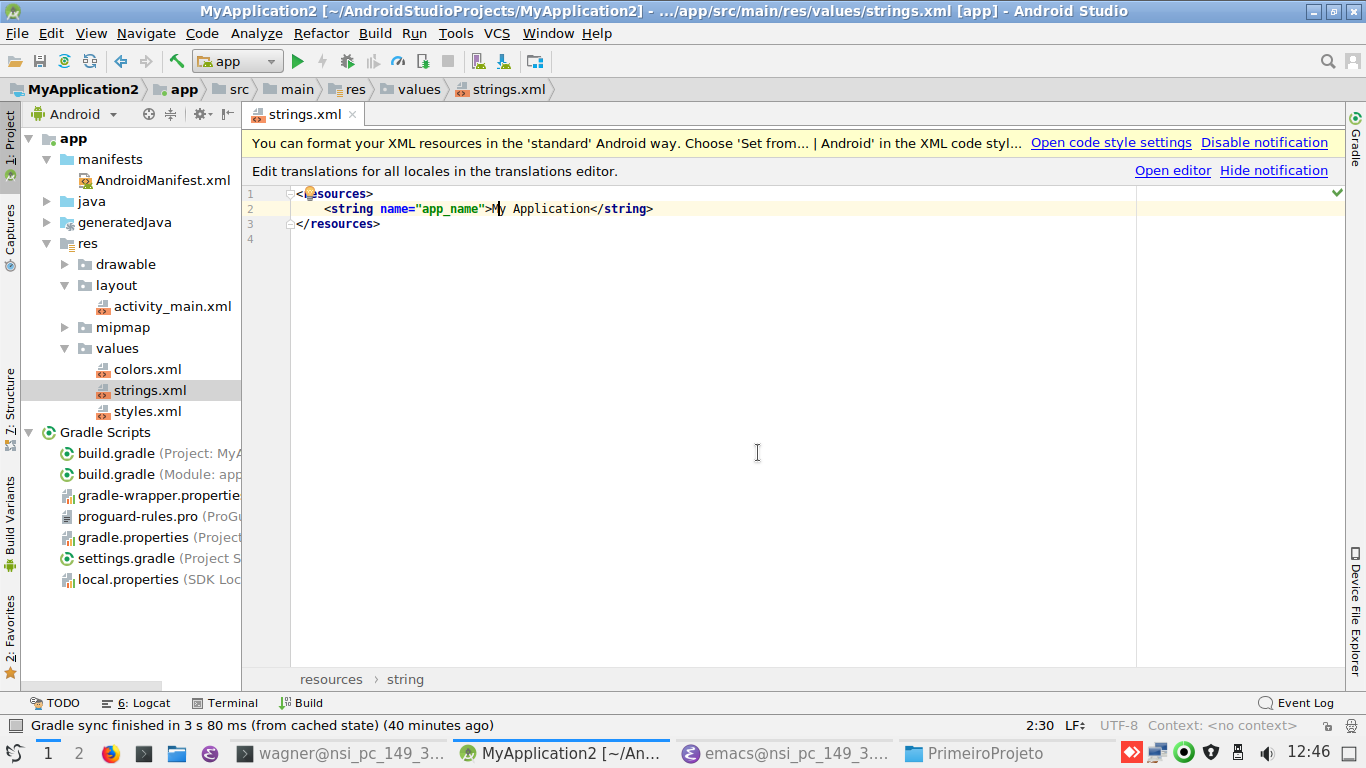 MyApplication2 [~/AndroidStudioProjects/MyApplication2] - .../app/src/main/res/values/strings.xml [app] - Android Studio
File Edit View Navigate Code Analyze Refactor Build Run Tools VCS Window Help
app
MyApplication2 app src main res values strings.xml
1: Project
Captures
7: Structure
Build Variants
2: Favorites
Android
app
manifests
AndroidManifest.xml
java
generatedJava
res
drawable
layout
activity_main.xml
mipmap
values
colors.xml
strings.xml
styles.xml
Gradle Scripts
build.gradle (Project: MyA
build.gradle (Module: app
gradle-wrapper.propertie
proguard-rules.pro (ProGu
gradle.properties (Project
settings.gradle (Project S
local.properties (SDK Loc
strings.xml
You can format your XML resources in the 'standard' Android way. Choose 'Set from... | Android' in the XML code styl... Open code style settings Disable notification
Edit translations for all locales in the translations editor. Open editor Hide notification
1 <resources>
2 <string name="app_name">My Application</string>
3 </resources>
4
resources › string
Gradle
Device File Explorer
TODO 6: Logcat Terminal Build Event Log
Gradle sync finished in 3 s 80 ms (from cached state) (40 minutes ago) 2:30 LF÷ UTF-8 Context: <no context>
1 2 wagner@nsi_pc_149_3... MyApplication2 [~/An... emacs@nsi_pc_149_3.... PrimeiroProjeto 12:46